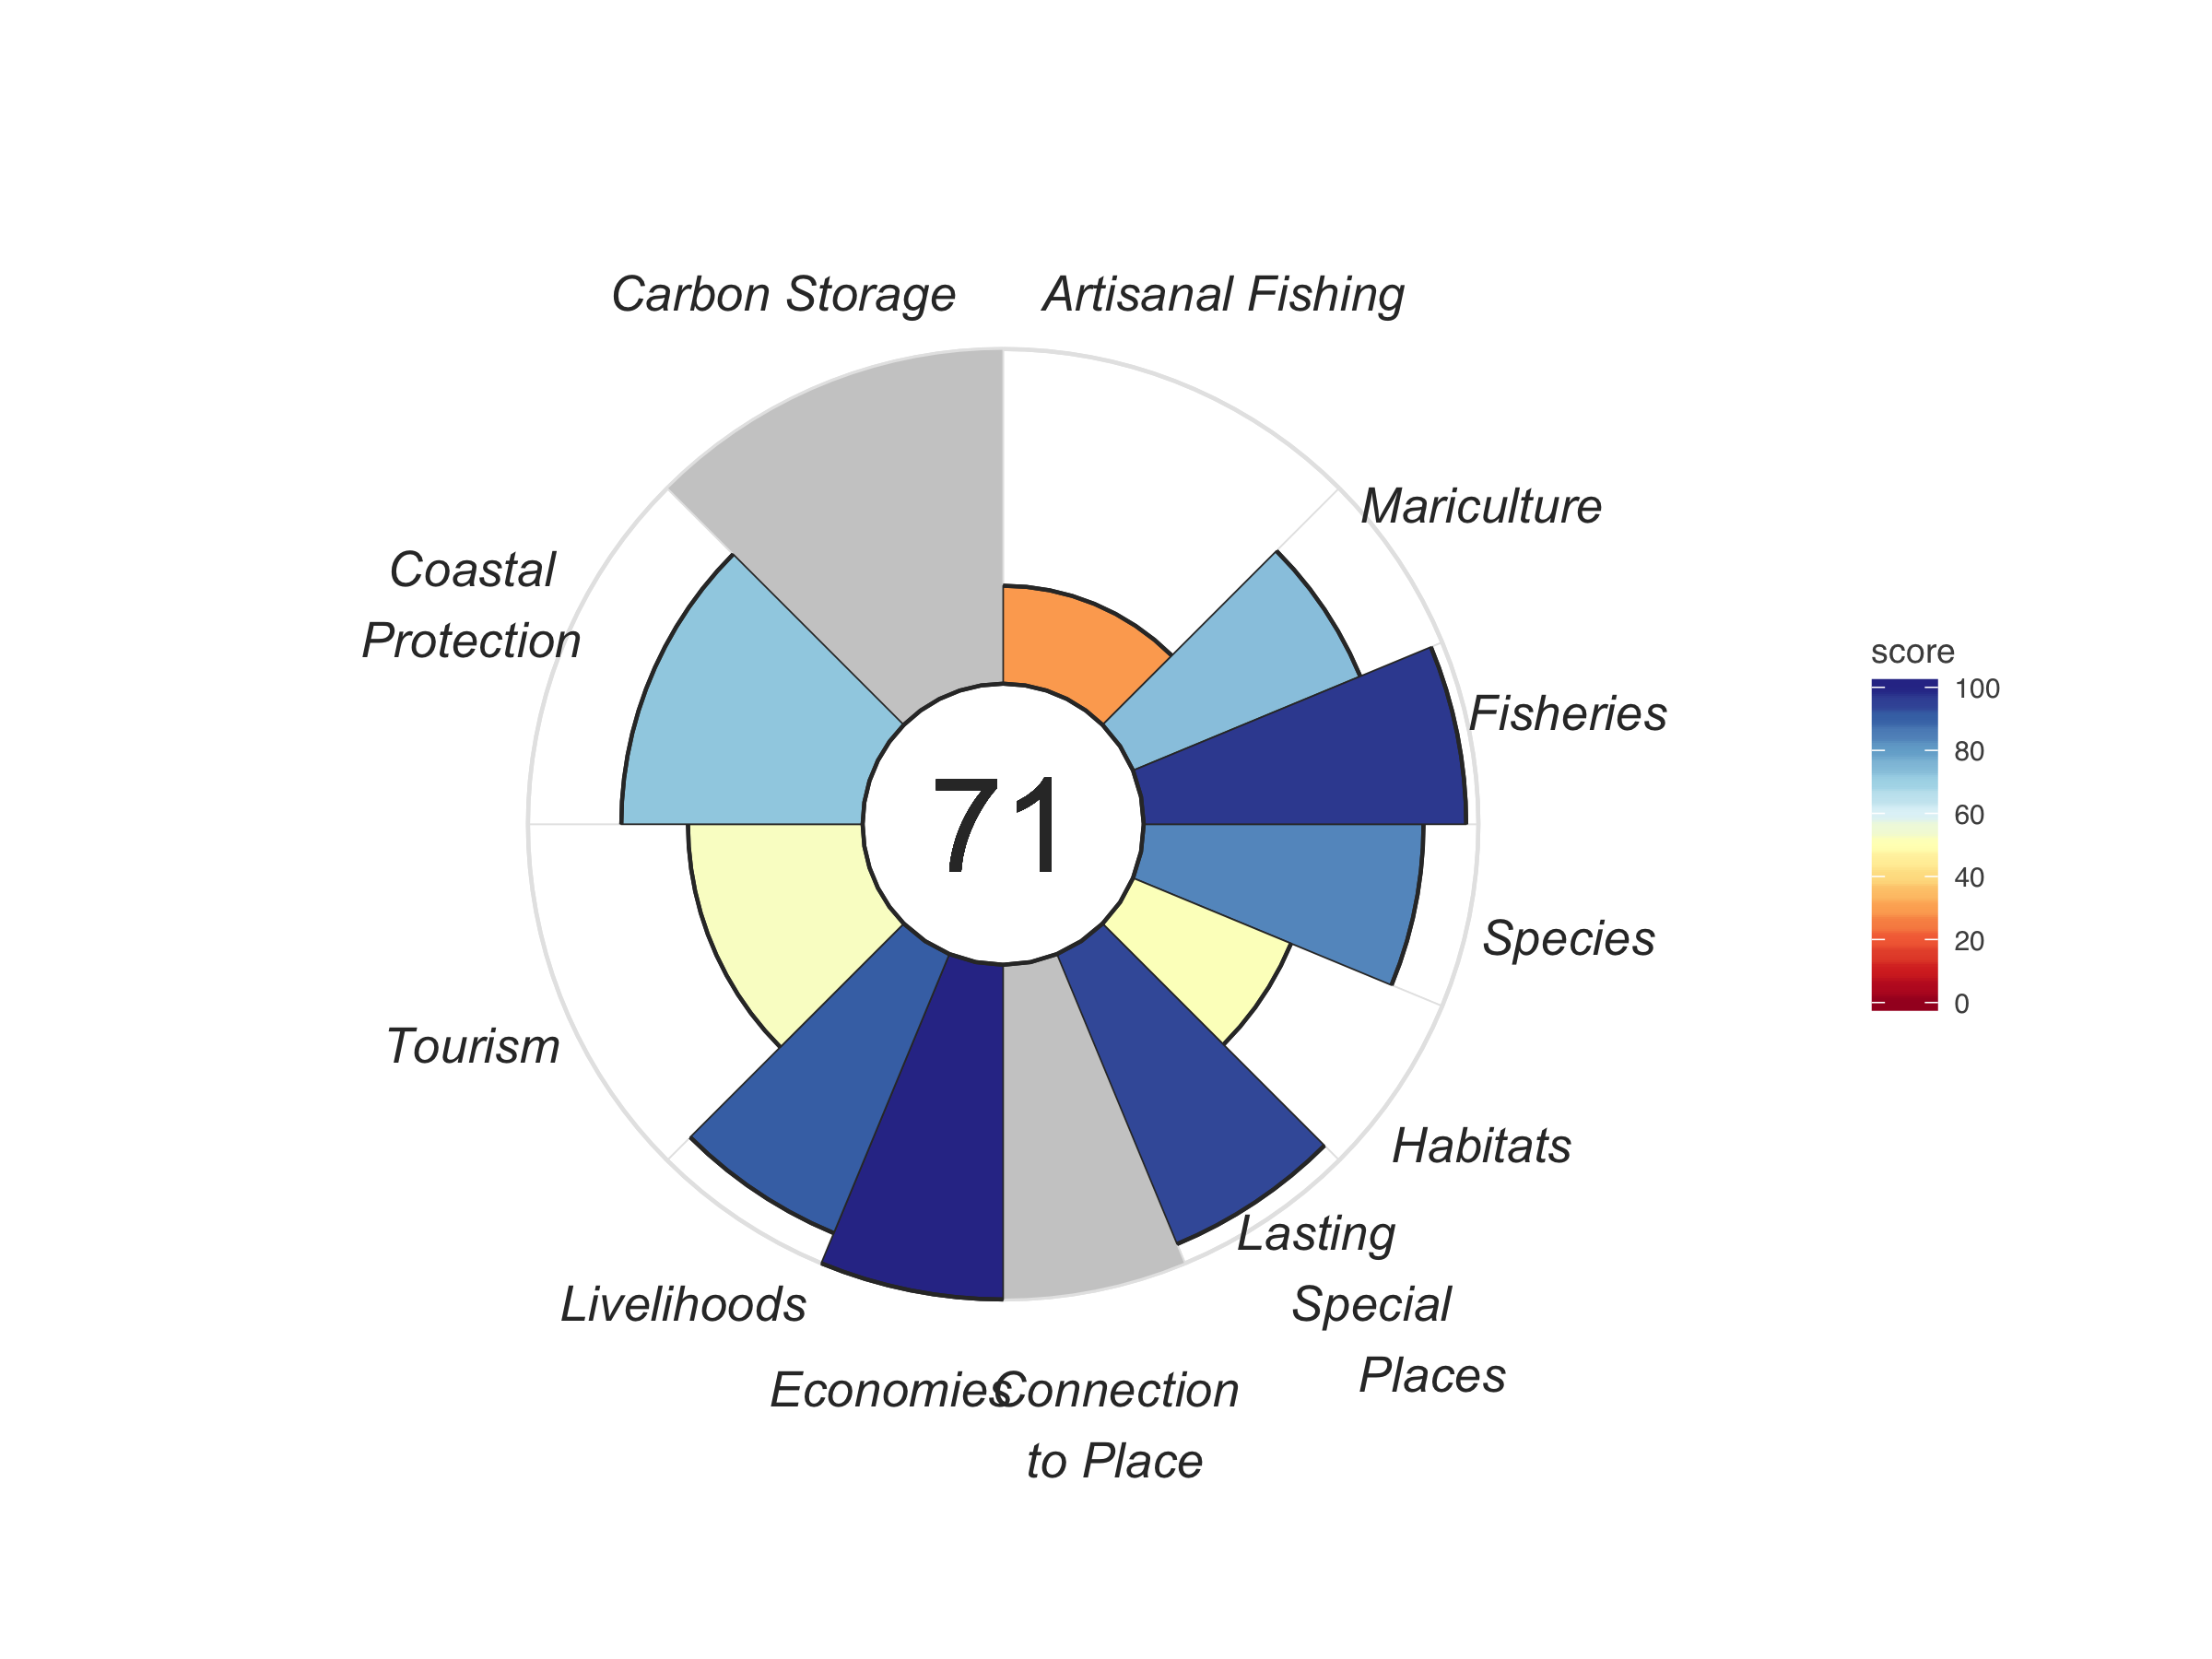 Carbon Storage
Artisanal Fishing
Mariculture
Coastal
Protection
Fisheries
score
100
80
60
40
20
0
71
Species
Tourism
Habitats
Lasting
Special
Places
Livelihoods
Economies
Connection
to Place